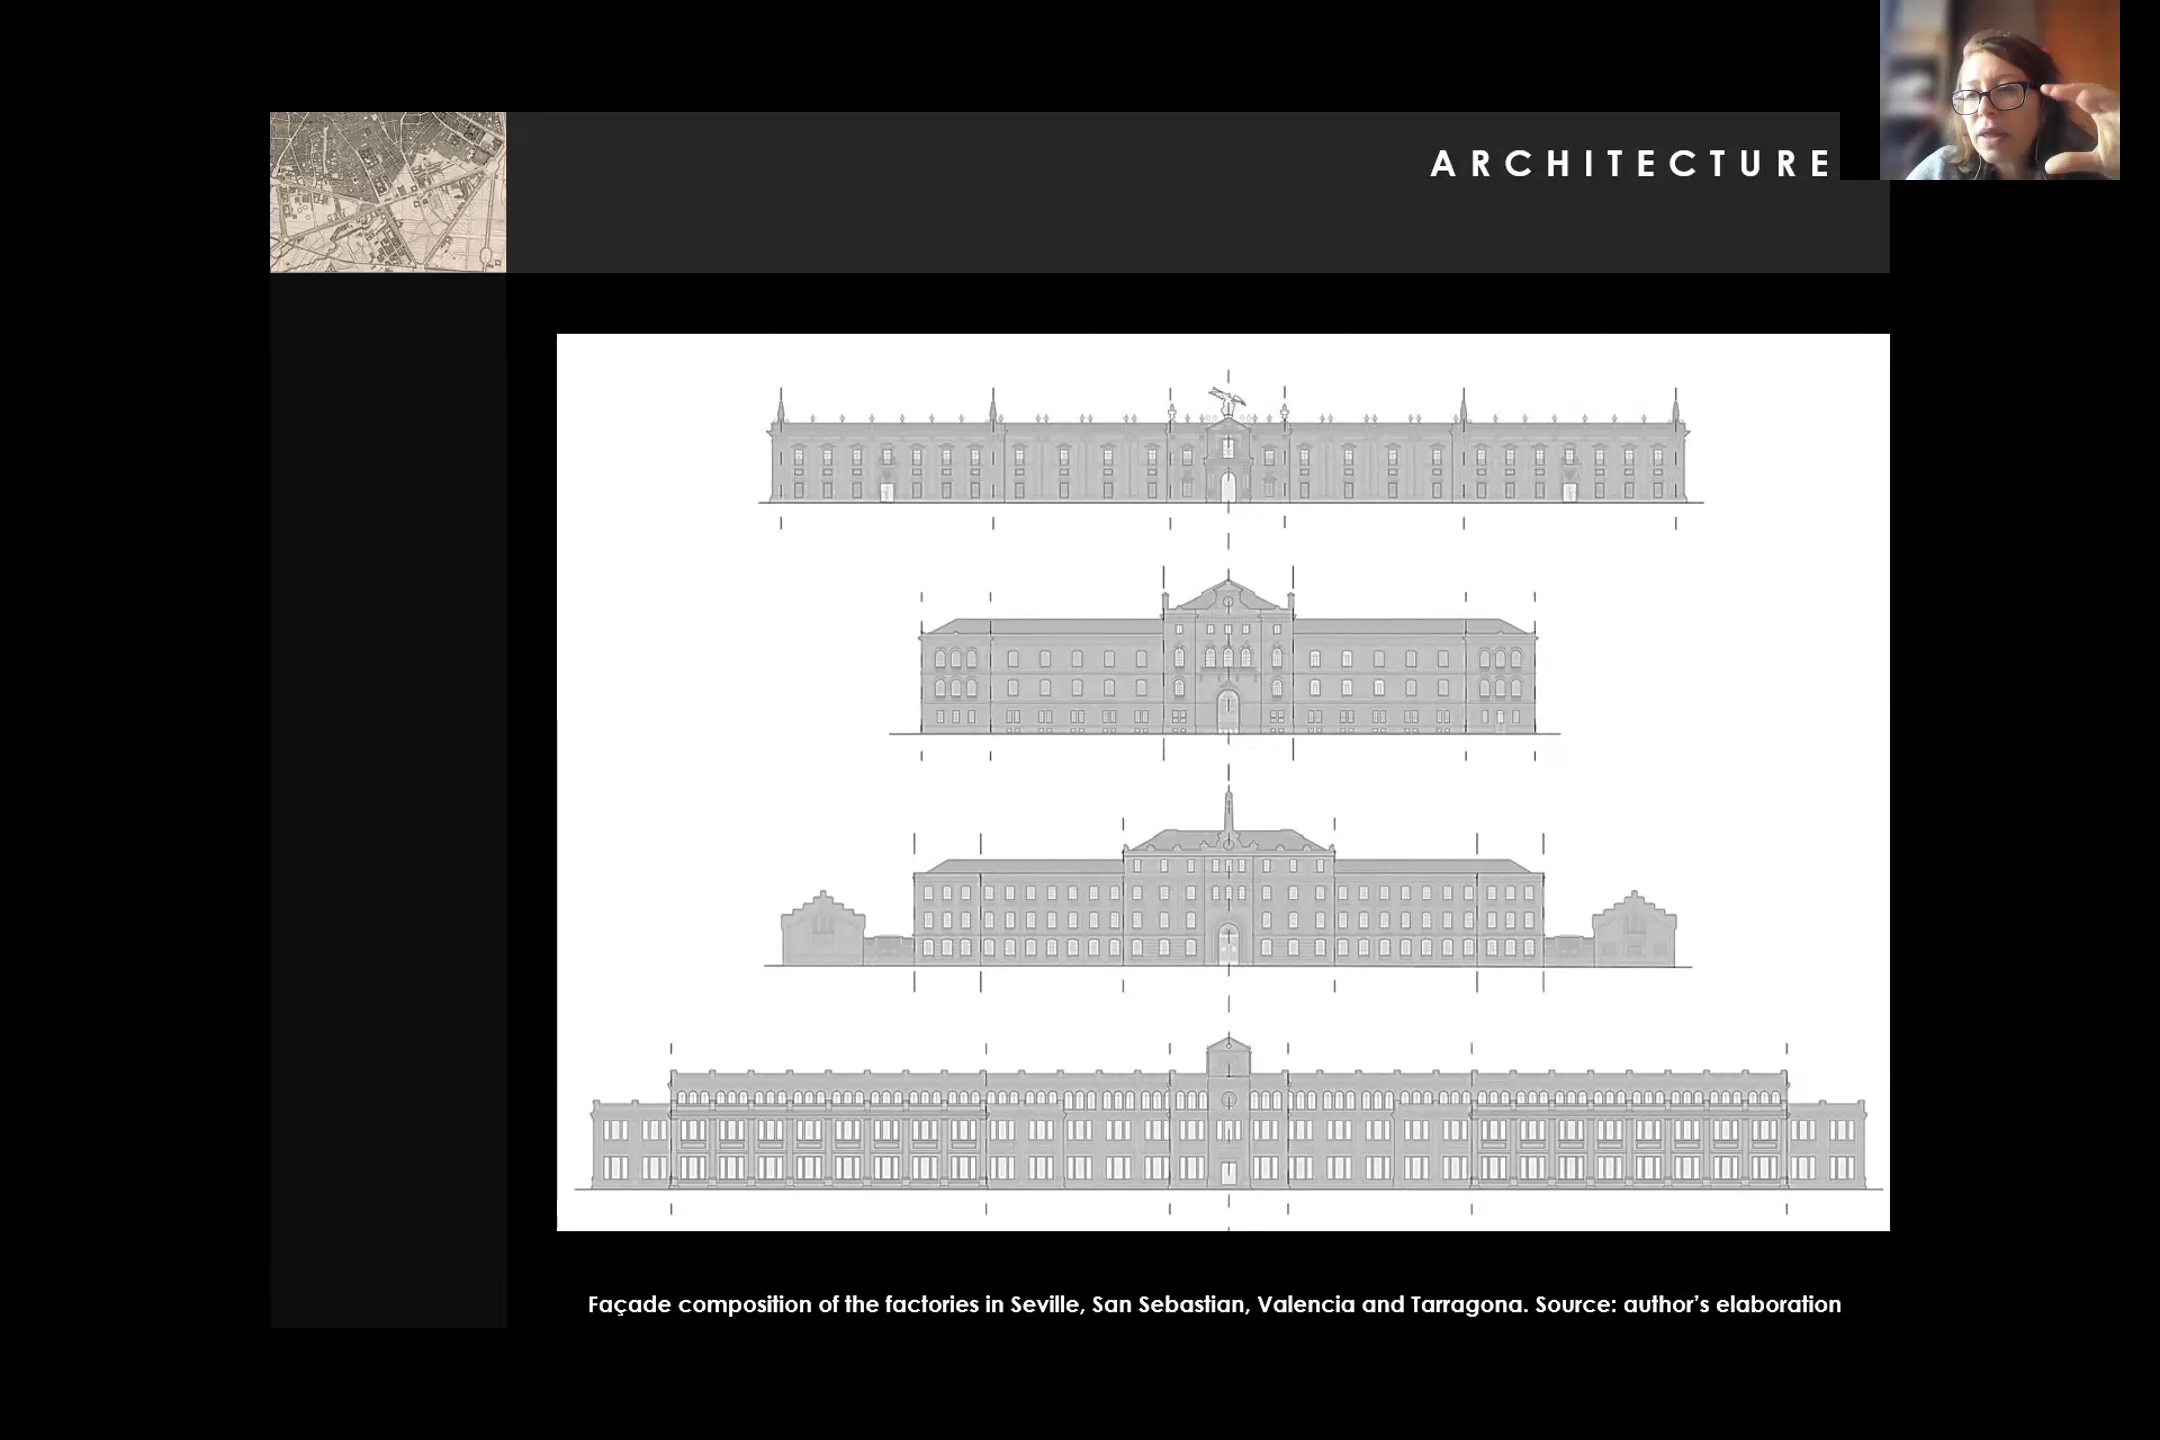 ARCHITECTURE
Façade composition of the factories in Seville, San Sebastian, Valencia and Tarragona. Source: author’s elaboration